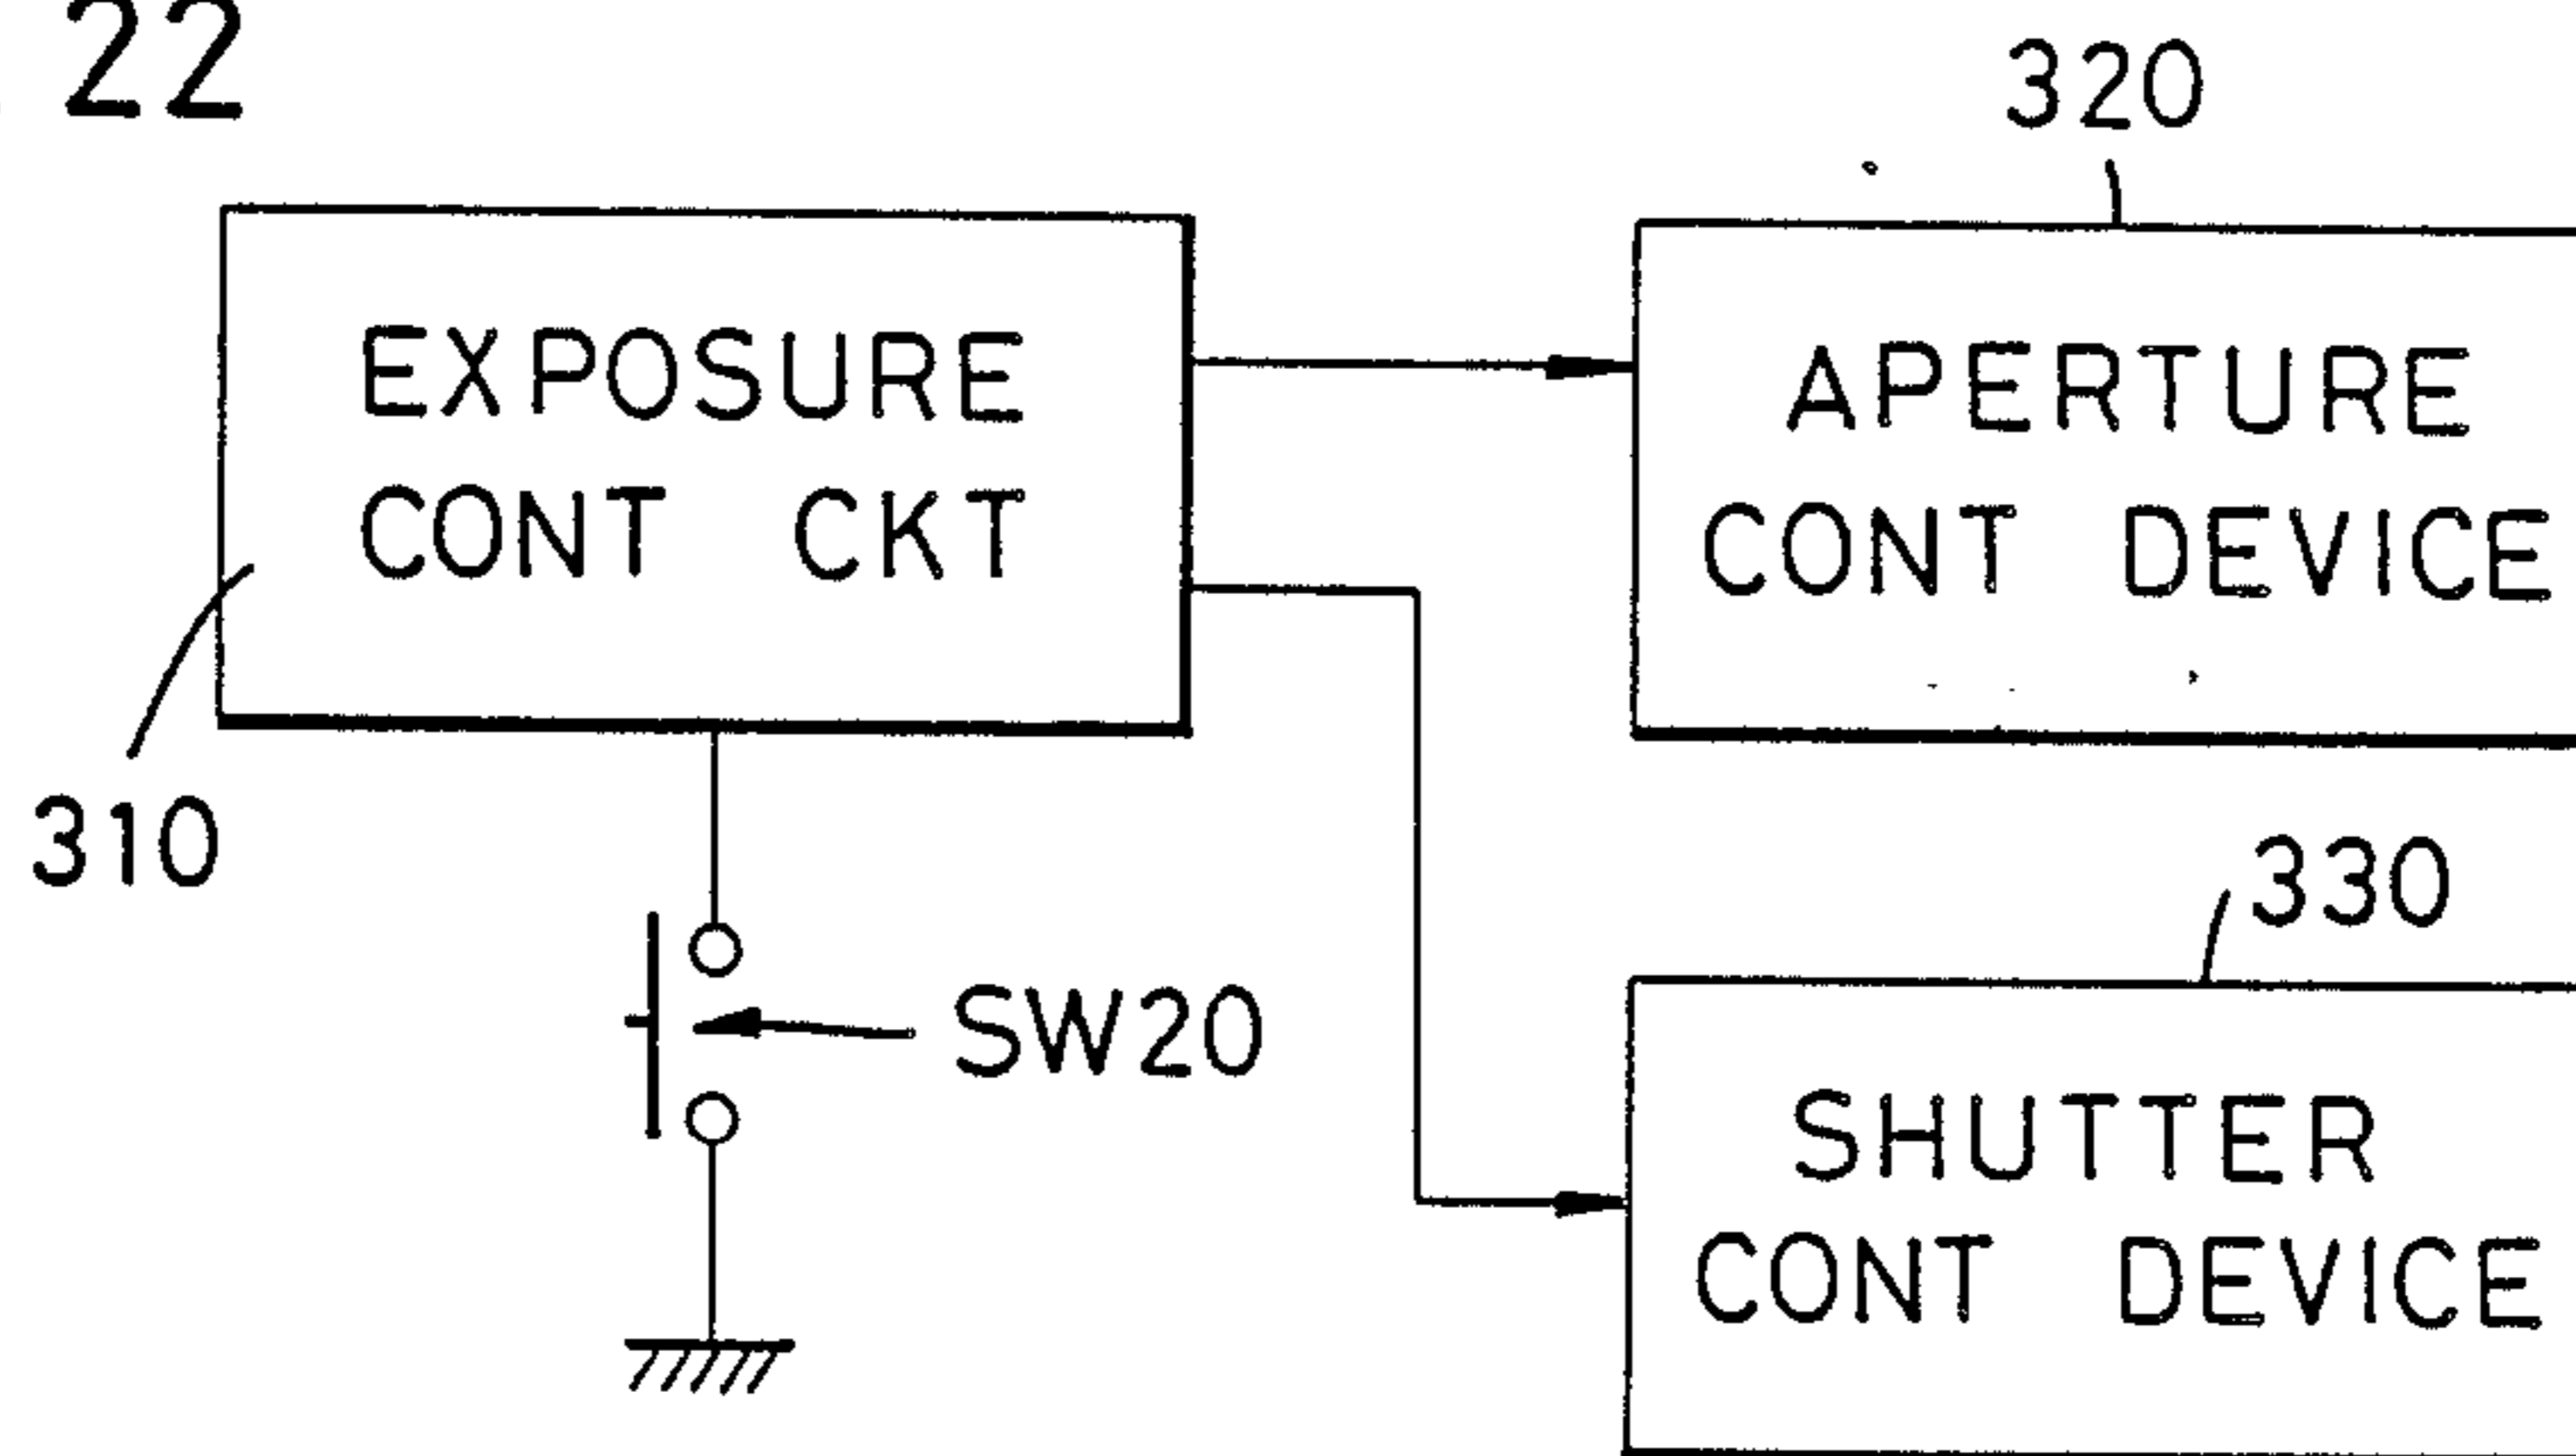 22
320
EXPOSURE
CONT CKT
APERTURE
CONT DEVICE
310
330
SW20
SHUTTER
CONT DEVICE